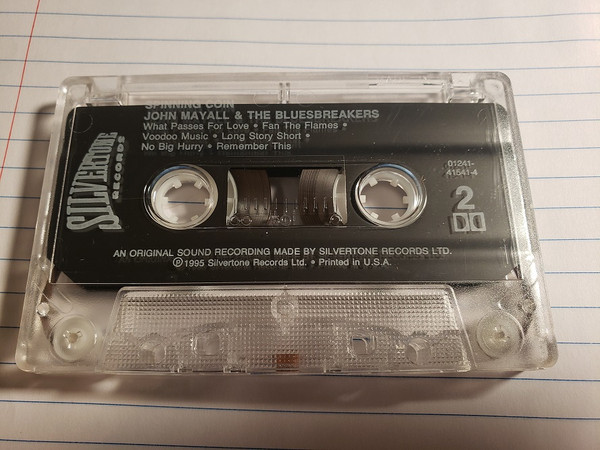 SPINNING COIN
JOHN MAYALL & THE BLUESBREAKERS
What Passes For Love • Fan The Flames •
Voodoo Music • Long Story Short •
No Big Hurry • Remember This
SILVERTONE
RECORDS
01241-
41541-4
2
AN ORIGINAL SOUND RECORDING MADE BY SILVERTONE RECORDS LTD.
℗1995 Silvertone Records Ltd. • Printed in U.S.A.